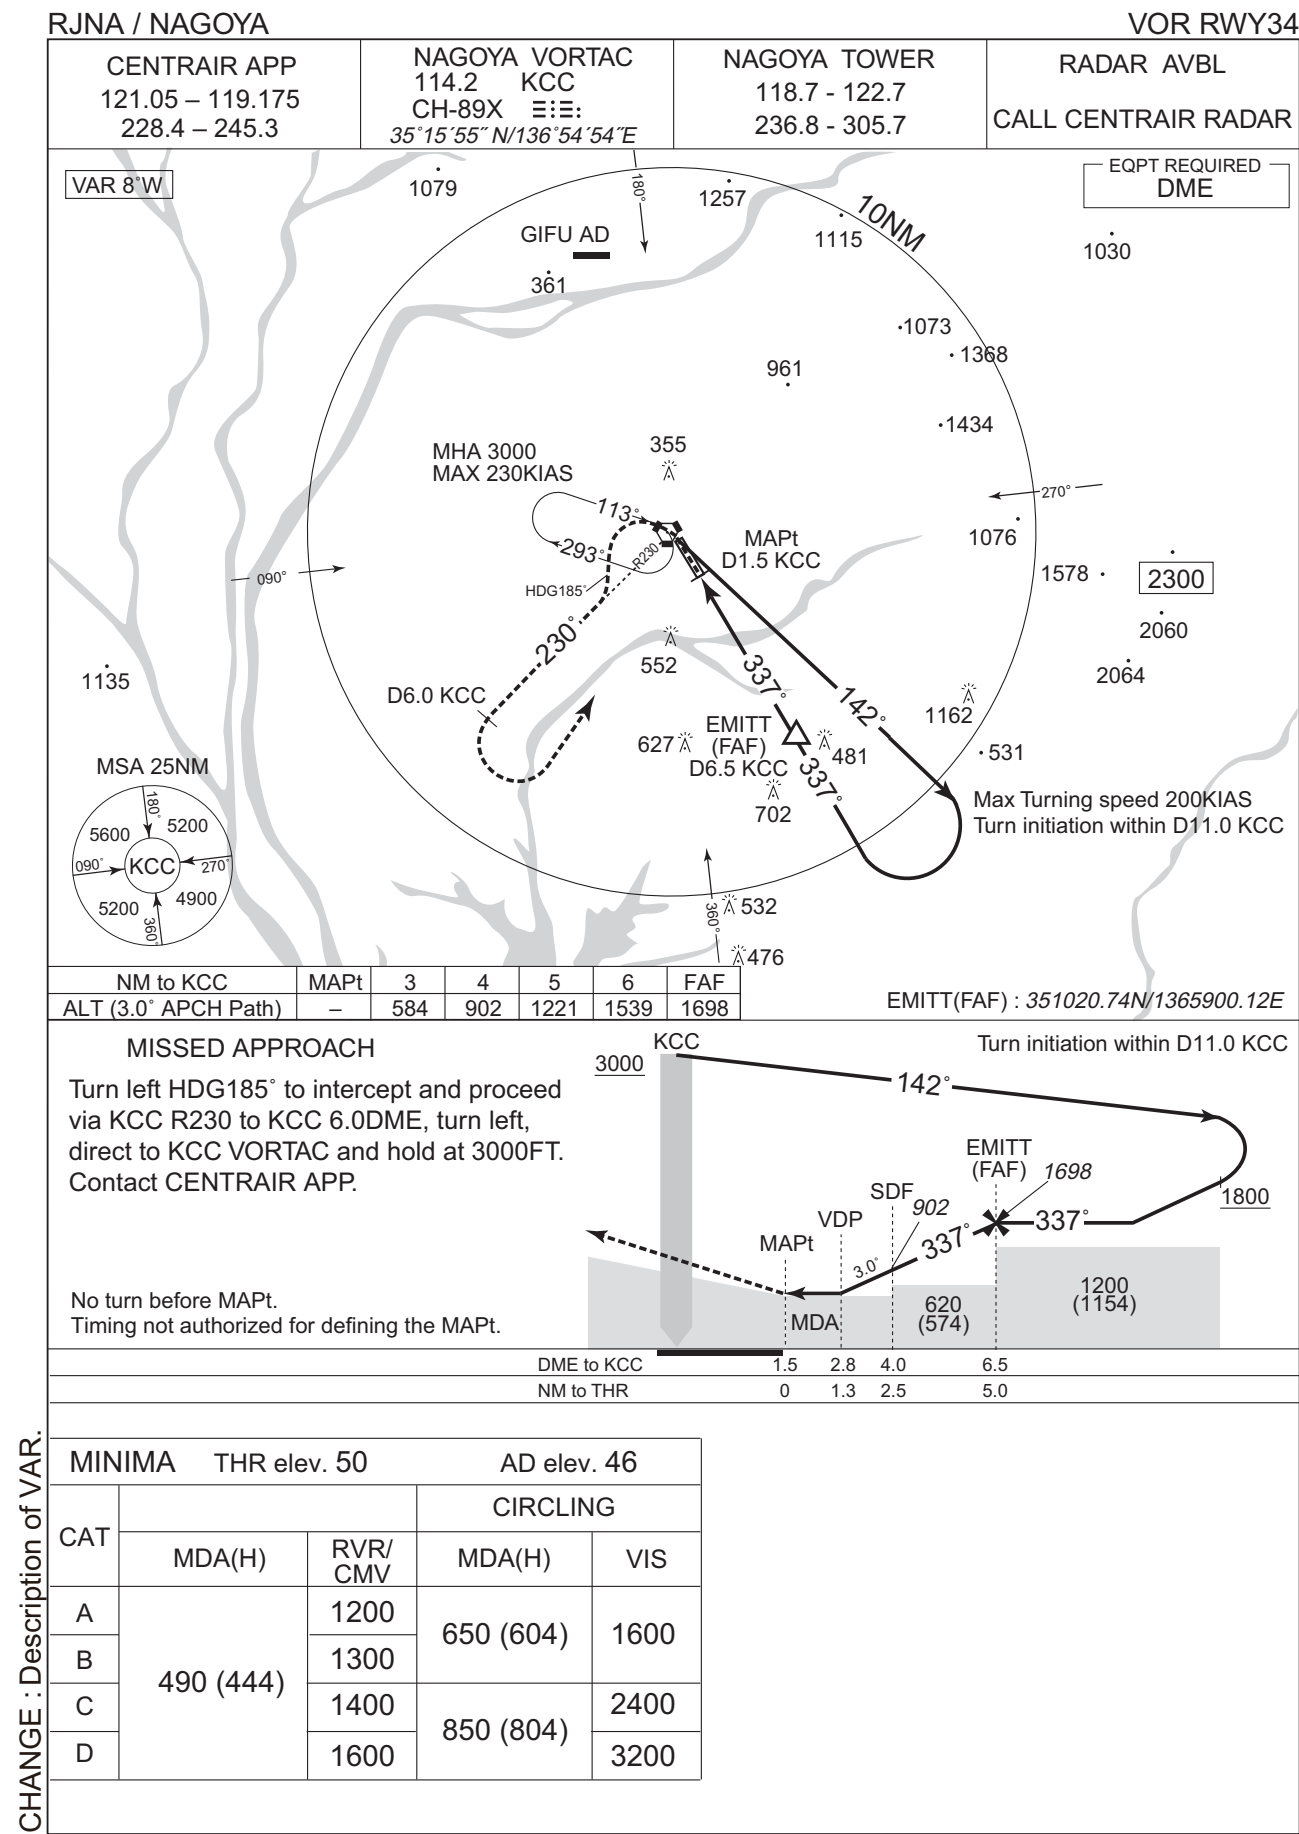 RJNA / NAGOYA
VOR RWY34
CENTRAIR APP
121.05 – 119.175
228.4 – 245.3
NAGOYA VORTAC
114.2 KCC
CH-89X
35°15´55˝ N/136°54´54˝E
NAGOYA TOWER
118.7 - 122.7
236.8 - 305.7
RADAR AVBL
CALL CENTRAIR RADAR
VAR 8°W
EQPT REQUIRED
DME
1079
180°
1257
10NM
1115
1030
GIFU AD
361
1073
1368
961
1434
MHA 3000
MAX 230KIAS
355
113°
293°
R230
HDG185°
MAPt
D1.5 KCC
270°
1076
1578
2300
2060
2064
090°
230°
552
337°
142°
1135
D6.0 KCC
1162
EMITT
(FAF)
D6.5 KCC
627
481
531
337°
702
Max Turning speed 200KIAS
Turn initiation within D11.0 KCC
MSA 25NM
180°
5600
5200
090°
KCC
270°
5200
4900
360°
360°
532
476
NM to KCC MAPt 3 4 5 6 FAF
ALT (3.0° APCH Path) – 584 902 1221 1539 1698
EMITT(FAF) : 351020.74N/1365900.12E
MISSED APPROACH
Turn left HDG185° to intercept and proceed
via KCC R230 to KCC 6.0DME, turn left,
direct to KCC VORTAC and hold at 3000FT.
Contact CENTRAIR APP.
No turn before MAPt.
Timing not authorized for defining the MAPt.
KCC
3000
Turn initiation within D11.0 KCC
142°
EMITT
(FAF)
1698
SDF
902
1800
VDP
337°
337°
MAPt
3.0°
MDA
620
(574)
1200
(1154)
DME to KCC 1.5 2.8 4.0 6.5
NM to THR 0 1.3 2.5 5.0
MINIMA THR elev. 50 AD elev. 46
CAT
CIRCLING
MDA(H)
RVR/
CMV
MDA(H)
VIS
A
1200
650 (604)
1600
B
490 (444)
1300
C
1400
850 (804)
2400
D
1600
3200
CHANGE : Description of VAR.